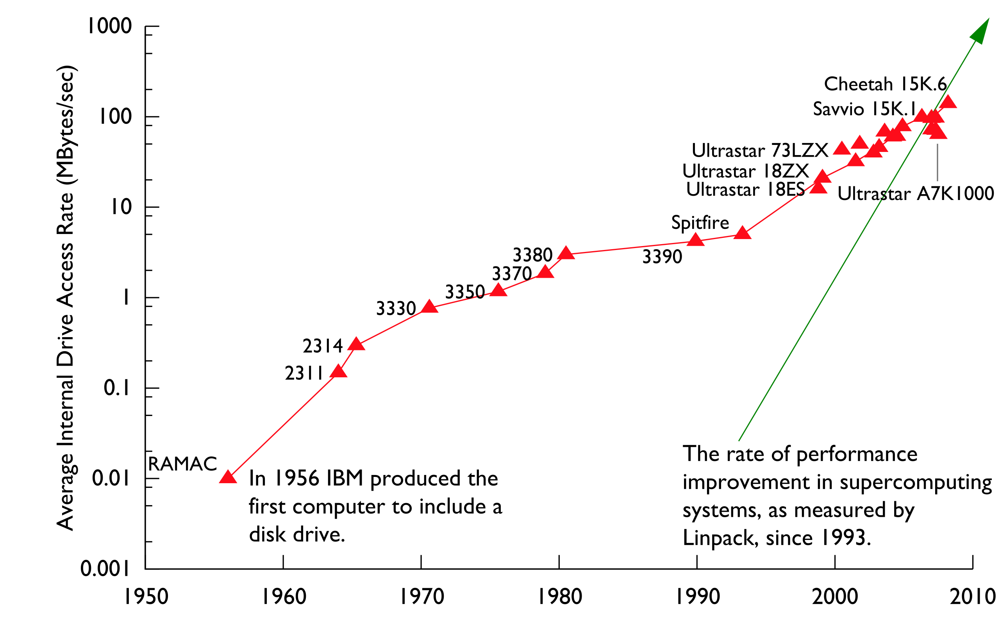 Average Internal Drive Access Rate (MBytes/sec)
1000
100
10
1
0.1
0.01
0.001
1950
1960
1970
1980
1990
2000
2010
RAMAC
2311
2314
3330
3350
3370
3380
3390
Spitfire
Ultrastar 18ES
Ultrastar 18ZX
Ultrastar 73LZX
Savvio 15K.1
Cheetah 15K.6
Ultrastar A7K1000
In 1956 IBM produced the
first computer to include a
disk drive.
The rate of performance
improvement in supercomputing
systems, as measured by
Linpack, since 1993.